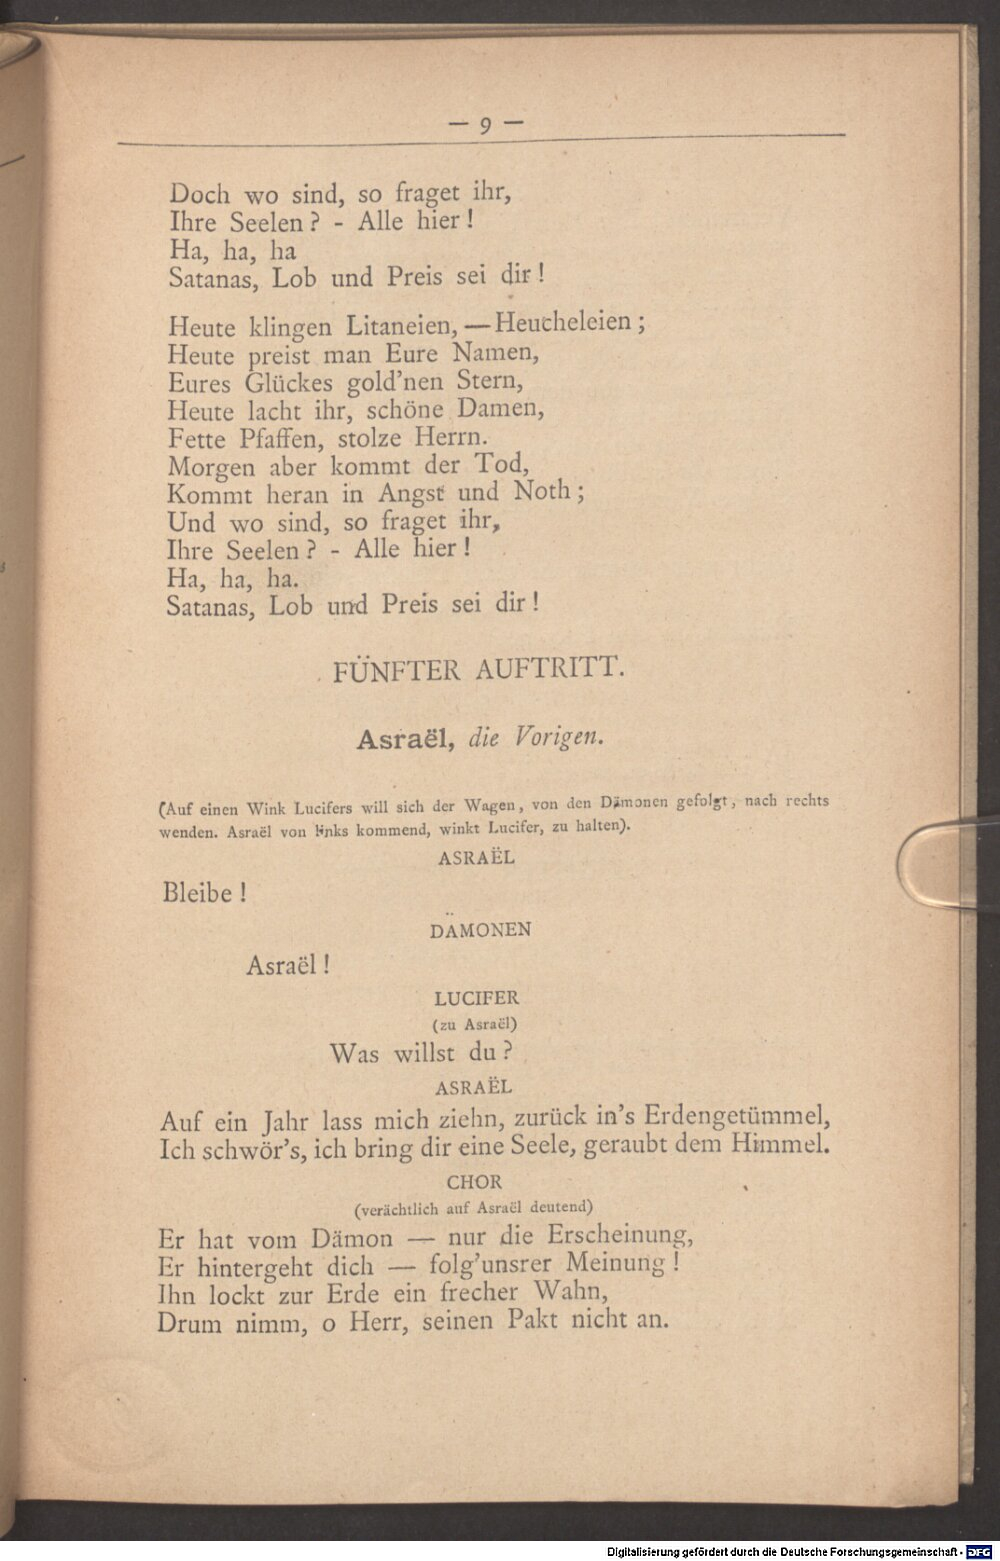 — 9 —
Doch wo sind, so fraget ihr,
Ihre Seelen? - Alle hier!
Ha, ha, ha
Satanas, Lob und Preis sei dir!
Heute klingen Litaneien, — Heucheleien;
Heute preist man Eure Namen,
Eures Glückes gold'nen Stern,
Heute lacht ihr, schöne Damen,
Fette Pfaffen, stolze Herrn.
Morgen aber kommt der Tod,
Kommt heran in Angst und Noth;
Und wo sind, so fraget ihr,
Ihre Seelen? - Alle hier!
Ha, ha, ha.
Satanas, Lob und Preis sei dir!
FÜNFTER AUFTRITT.
Asraël, die Vorigen.
(Auf einen Wink Lucifers will sich der Wagen, von den Dämonen gefolgt, nach rechts
wenden. Asraël von links kommend, winkt Lucifer, zu halten).
ASRAËL
Bleibe!
DÄMONEN
Asraël!
LUCIFER
(zu Asraël)
Was willst du?
ASRAËL
Auf ein Jahr lass mich ziehn, zurück in's Erdengetümmel,
Ich schwör's, ich bring dir eine Seele, geraubt dem Himmel.
CHOR
(verächtlich auf Asraël deutend)
Er hat vom Dämon — nur die Erscheinung,
Er hintergeht dich — folg'unsrer Meinung!
Ihn lockt zur Erde ein frecher Wahn,
Drum nimm, o Herr, seinen Pakt nicht an.
Digitalisierung gefördert durch die Deutsche Forschungsgemeinschaft - DFG